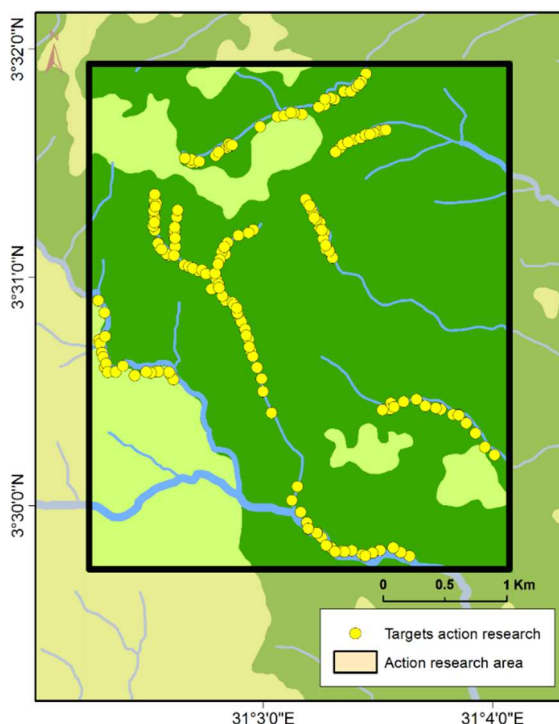 3°32'0"N
N
3°31'0"N
3°30'0"N
0 0.5 1 Km
Targets action research
Action research area
31°3'0"E 31°4'0"E